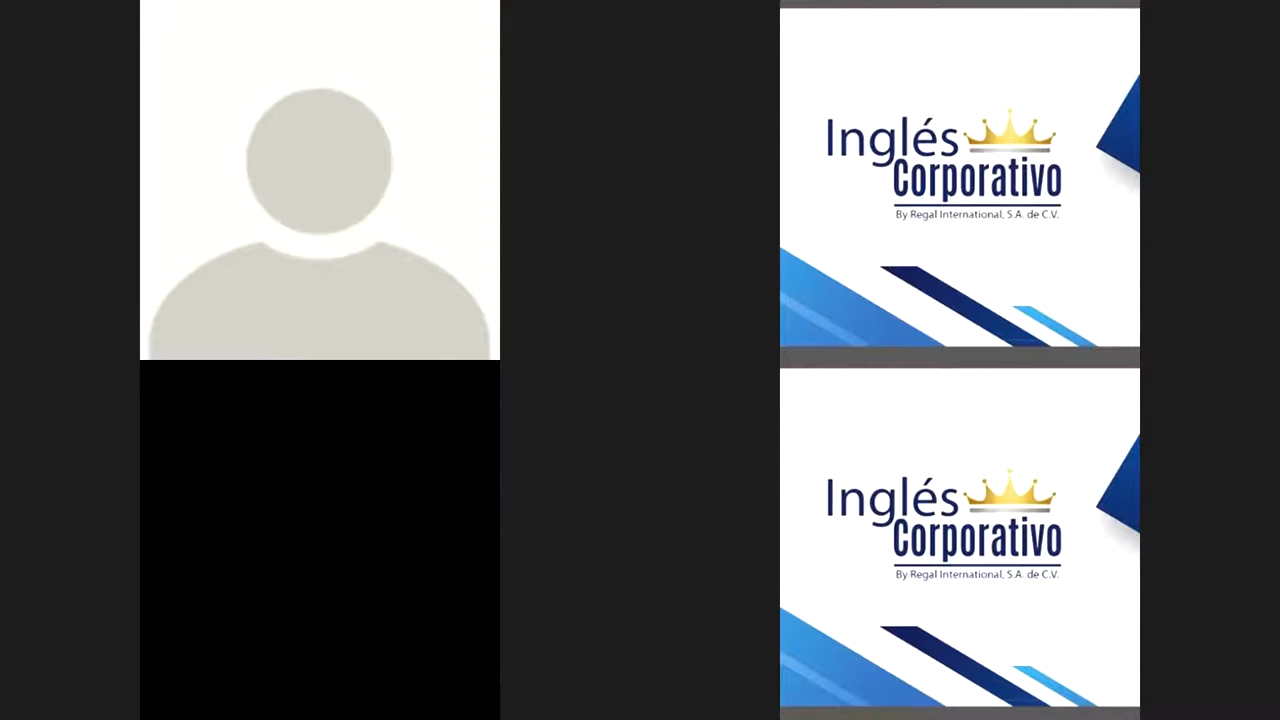 Inglés
Corporativo
By Regal International, S.A. de C.V.
Inglés
Corporativo
By Regal International, S.A. de C.V.